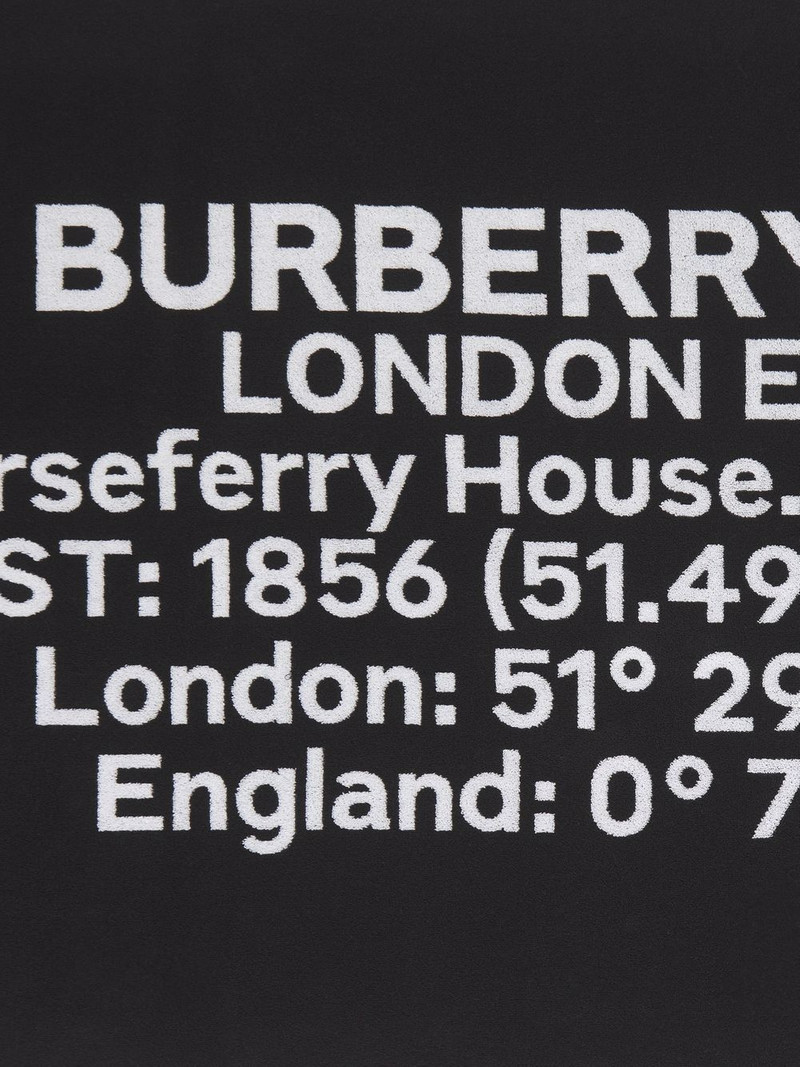 BURBERRY
LONDON E
rseferry House.
ST: 1856 (51.49
London: 51° 29
England: 0° 7